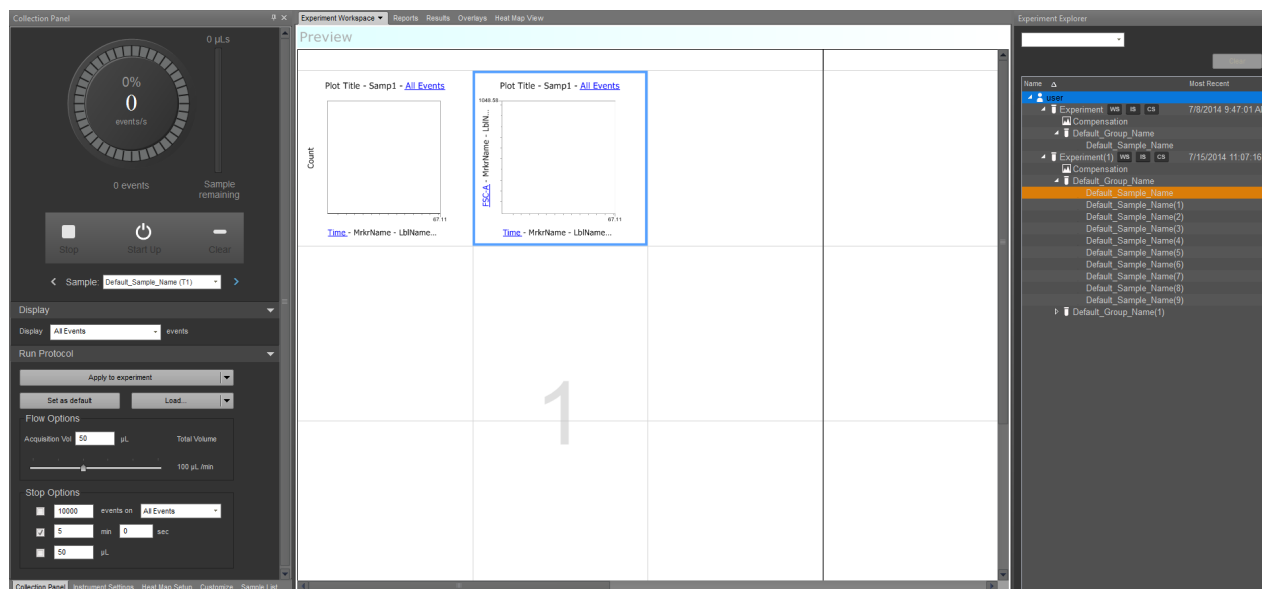 Collection Panel
0 µLs
0%
0
events/s
0 events
Sample
remaining
Stop
Start Up
Clear
Sample:
Default_Sample_Name (T1)
Display
Display
All Events
events
Run Protocol
Apply to experiment
Set as default
Load...
Flow Options
Acquisition Vol
50
µL
Total Volume
100 µL /min
Stop Options
10000
events on
All Events
5
min
0
sec
50
µL
Collection Panel
Instrument Settings
Heat Map Setup
Customize
Sample List
Experiment Workspace
Reports
Results
Overlays
Heat Map View
Preview
Plot Title - Samp1 - All Events
Count
67.11
Time - MrkrName - LblName...
Plot Title - Samp1 - All Events
FSC-A - MrkrName - LblN...
67.11
Time - MrkrName - LblName...
1
Experiment Explorer
Clear
Name
Most Recent
user
Experiment WS IS CS 7/8/2014 9:47:01 A
Compensation
Default_Group_Name
Default_Sample_Name
Experiment(1) WS IS CS 7/15/2014 11:07:16
Compensation
Default_Group_Name
Default_Sample_Name
Default_Sample_Name(1)
Default_Sample_Name(2)
Default_Sample_Name(3)
Default_Sample_Name(4)
Default_Sample_Name(5)
Default_Sample_Name(6)
Default_Sample_Name(7)
Default_Sample_Name(8)
Default_Sample_Name(9)
Default_Group_Name(1)